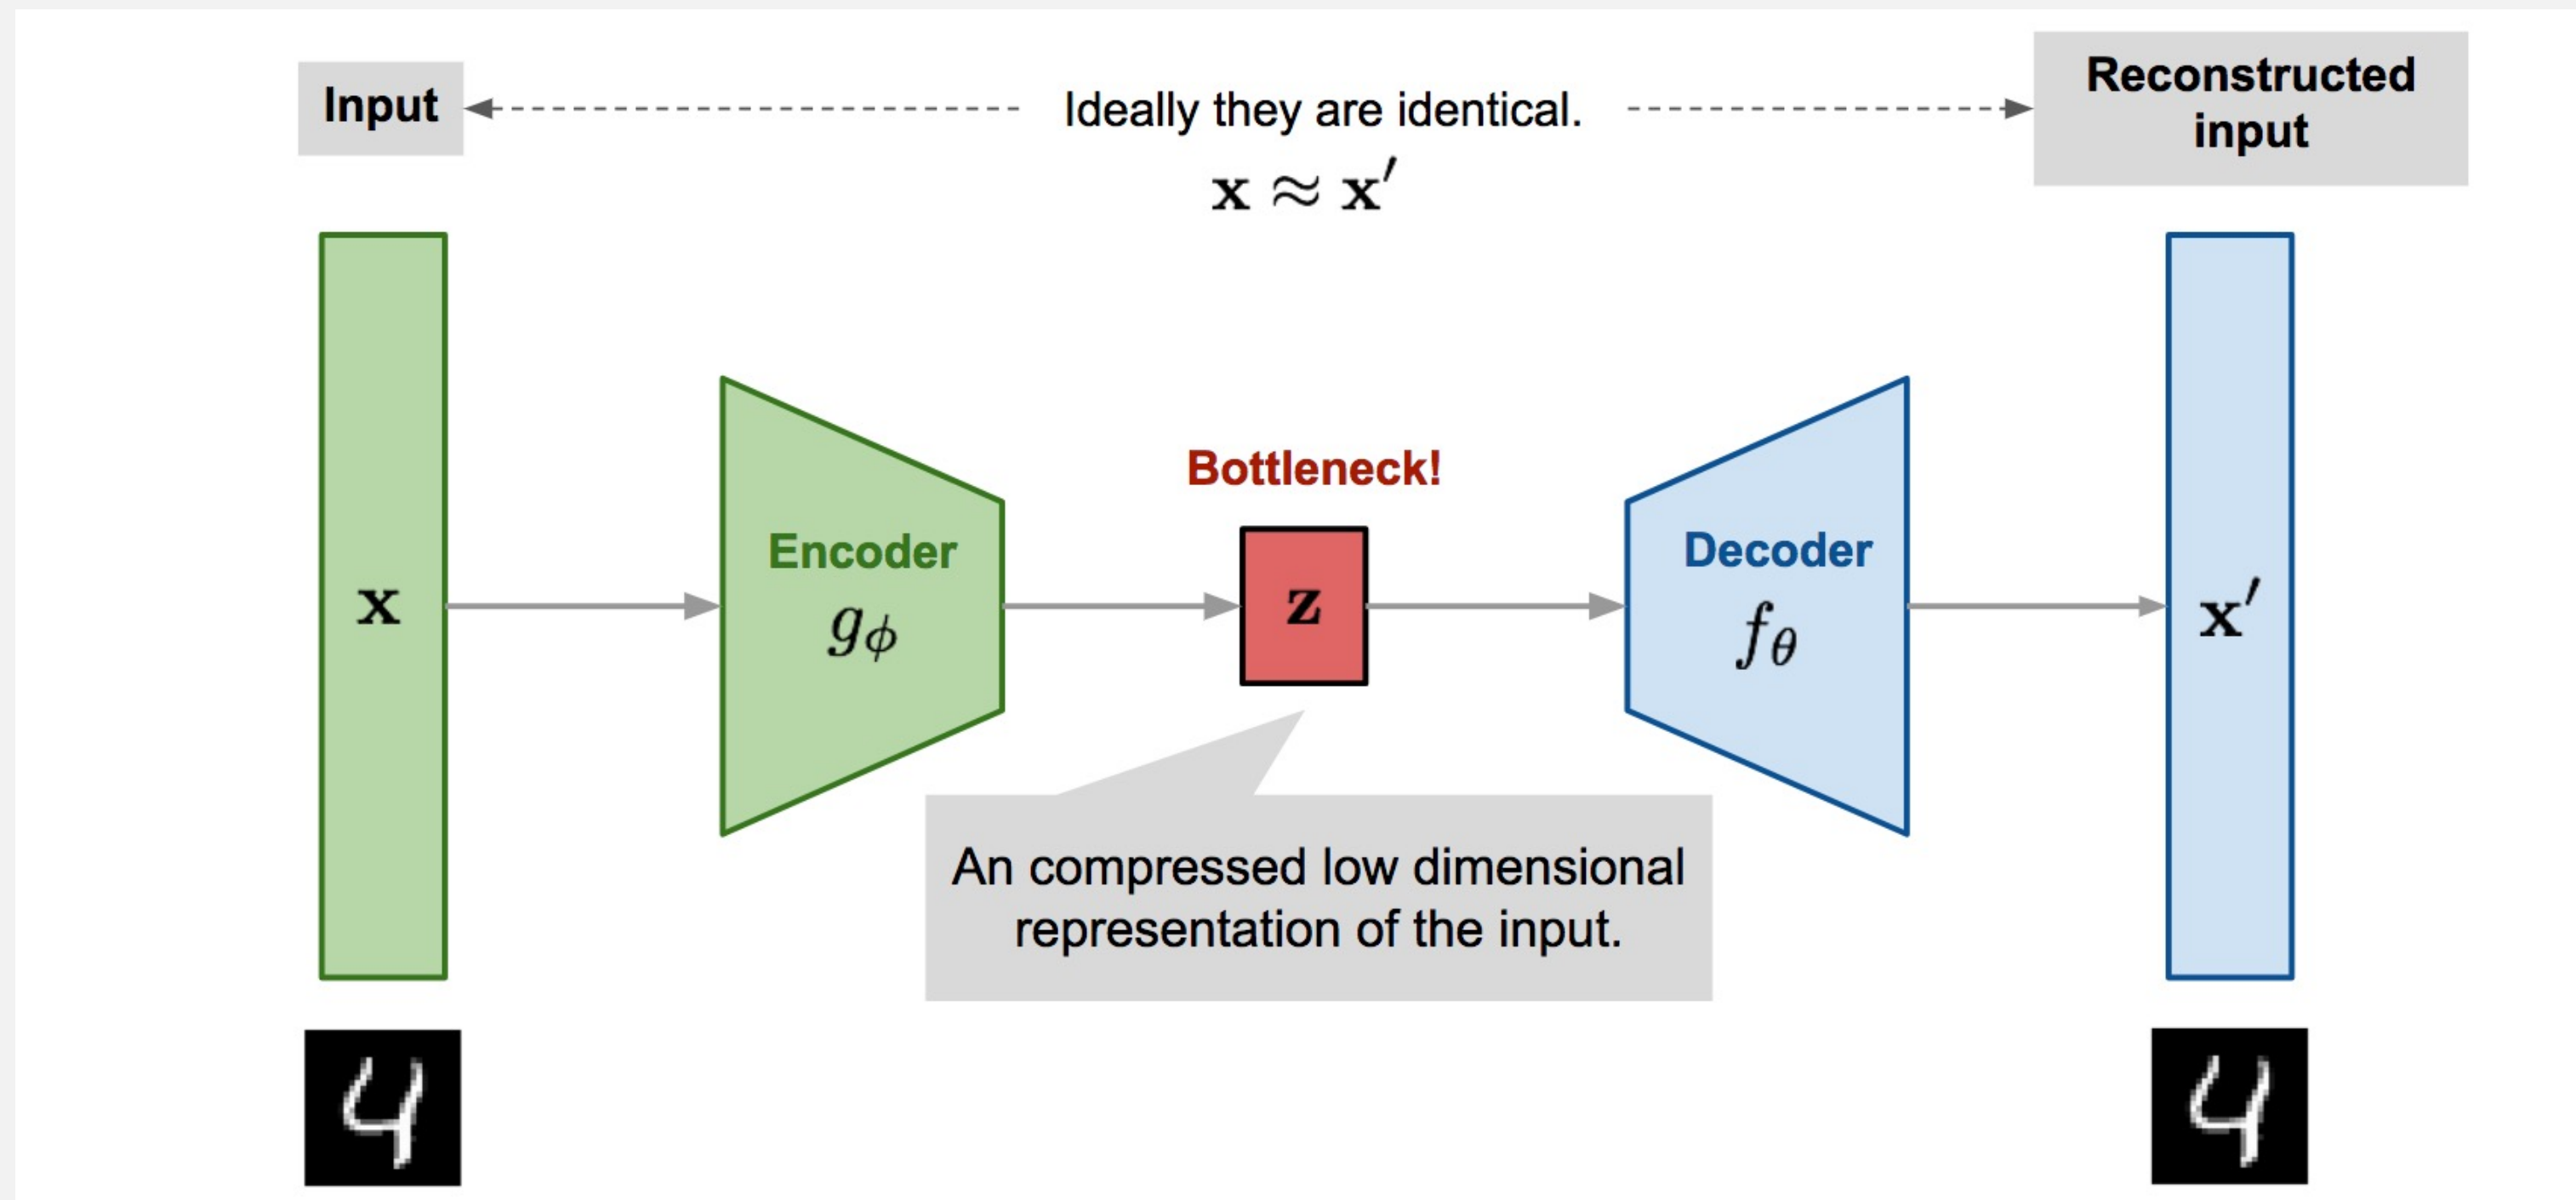 Input
Ideally they are identical.
x ≈ x′
Reconstructed
input
x
Encoder
gϕ
Bottleneck!
z
Decoder
fθ
x′
An compressed low dimensional
representation of the input.
4
4